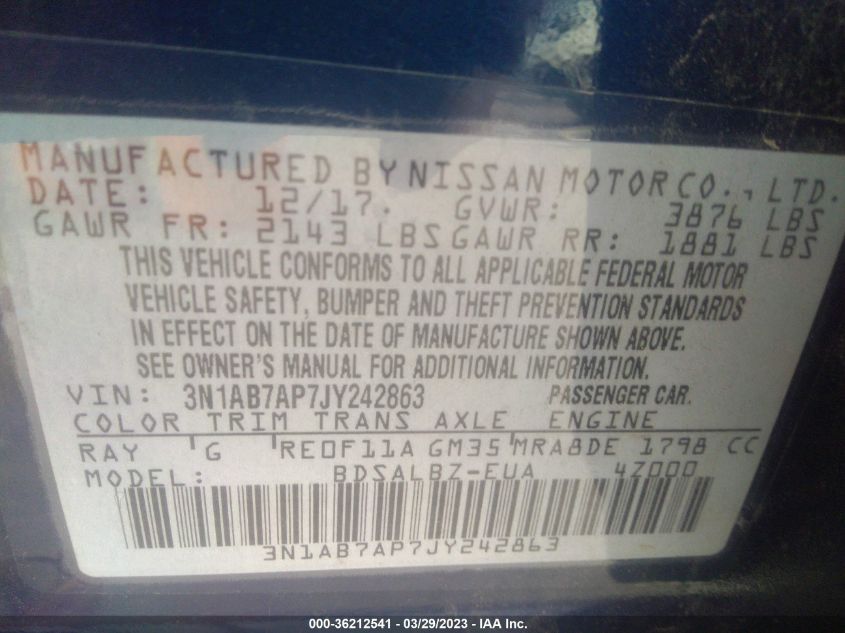 MANUFACTURED BY NISSAN MOTOR CO., LTD.
DATE: 12/17. GVWR: 3876 LBS
GAWR FR: 2143 LBS GAWR RR: 1881 LBS
THIS VEHICLE CONFORMS TO ALL APPLICABLE FEDERAL MOTOR
VEHICLE SAFETY, BUMPER AND THEFT PREVENTION STANDARDS
IN EFFECT ON THE DATE OF MANUFACTURE SHOWN ABOVE.
SEE OWNER'S MANUAL FOR ADDITIONAL INFORMATION.
VIN: 3N1AB7AP7JY242863 PASSENGER CAR.
COLOR TRIM TRANS AXLE ENGINE
RAY G RE0F11A GM35 MRA8DE 1798 CC
MODEL: BDSALBZ-EUA 4Z000
3N1AB7AP7JY242863
000-36212541 - 03/29/2023 - IAA Inc.